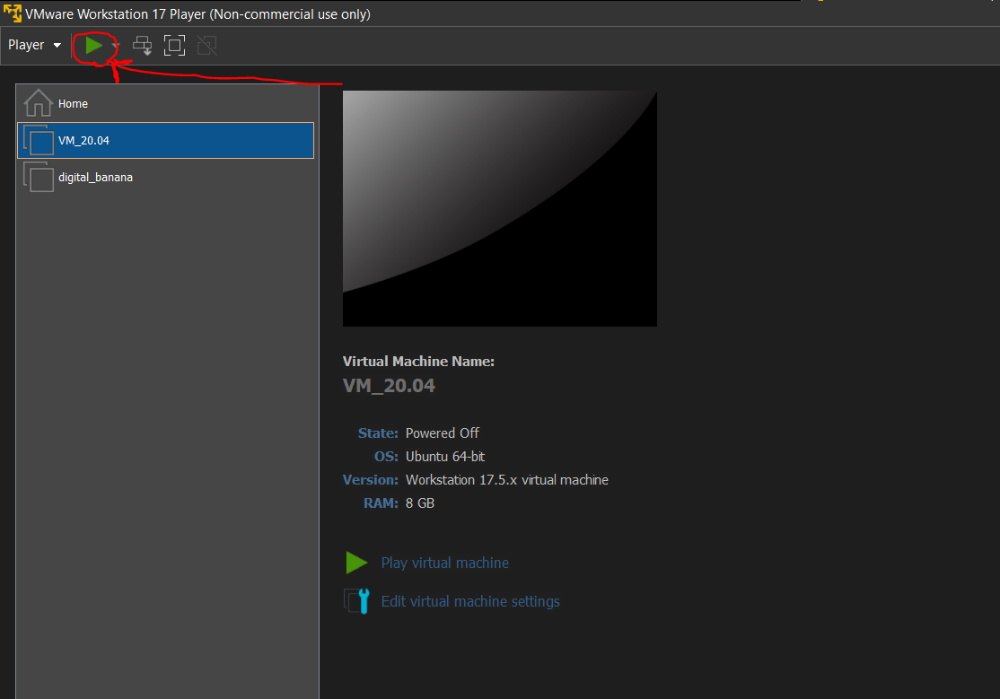 VMware Workstation 17 Player (Non-commercial use only)
Player
Home
VM_20.04
digital_banana
Virtual Machine Name:
VM_20.04
State: Powered Off
OS: Ubuntu 64-bit
Version: Workstation 17.5.x virtual machine
RAM: 8 GB
Play virtual machine
Edit virtual machine settings